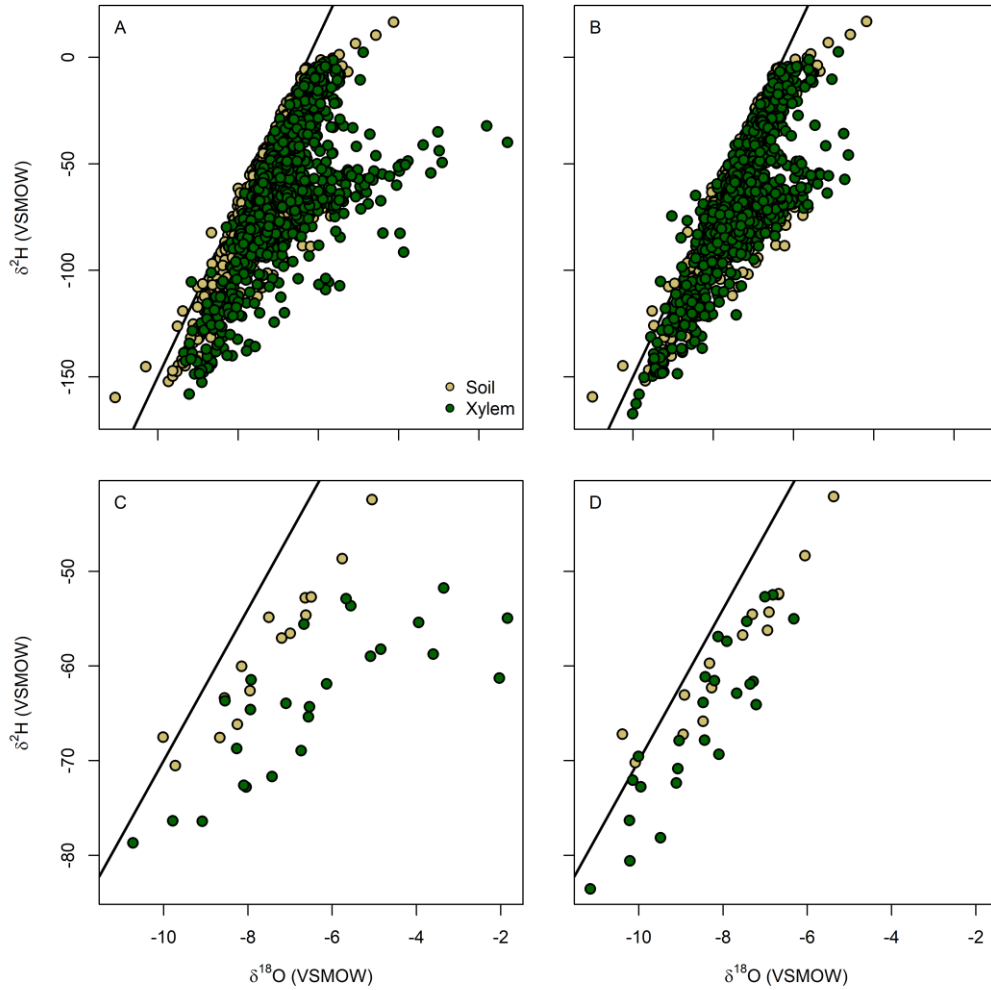 A
B
0
-50
-100
-150
δ²H (VSMOW)
Soil
Xylem
C
D
-50
-60
-70
-80
δ²H (VSMOW)
-10 -8 -6 -4 -2
-10 -8 -6 -4 -2
δ¹⁸O (VSMOW)
δ¹⁸O (VSMOW)